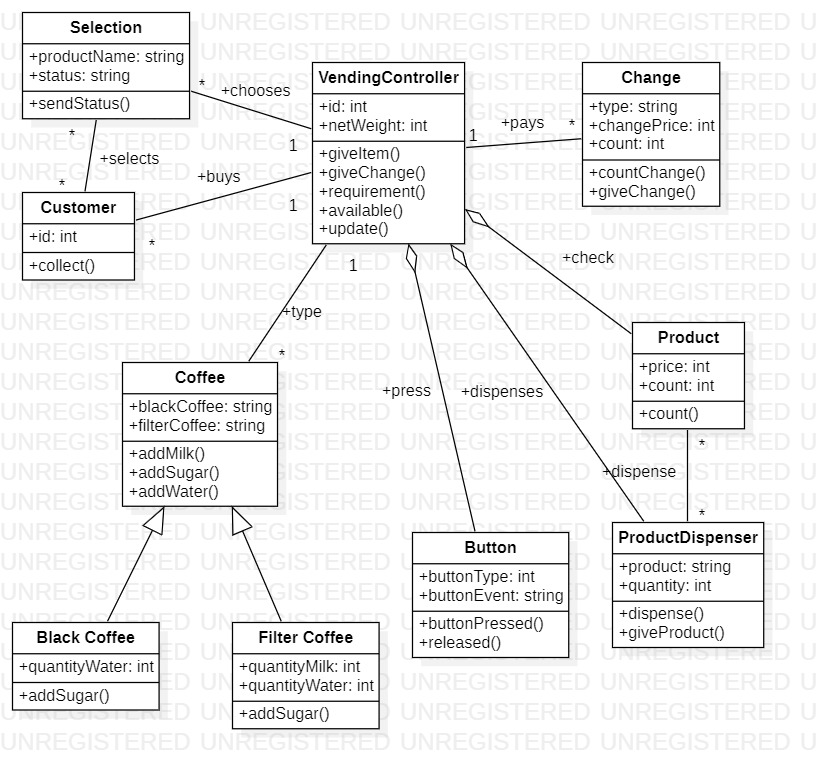 Selection
+productName: string
+status: string
+sendStatus()
*
+chooses
1
VendingController
+id: int
+netWeight: int
+giveItem()
+giveChange()
+requirement()
+available()
+update()
1
+pays
*
Change
+type: string
+changePrice: int
+count: int
+countChange()
+giveChange()
*
+selects
*
Customer
+id: int
+collect()
+buys
1
*
1
+type
*
+check
Product
+price: int
+count: int
+count()
Coffee
+blackCoffee: string
+filterCoffee: string
+addMilk()
+addSugar()
+addWater()
+press
+dispenses
*
+dispense
*
Button
+buttonType: int
+buttonEvent: string
+buttonPressed()
+released()
ProductDispenser
+product: string
+quantity: int
+dispense()
+giveProduct()
Black Coffee
+quantityWater: int
+addSugar()
Filter Coffee
+quantityMilk: int
+quantityWater: int
+addSugar()
UNREGISTERED